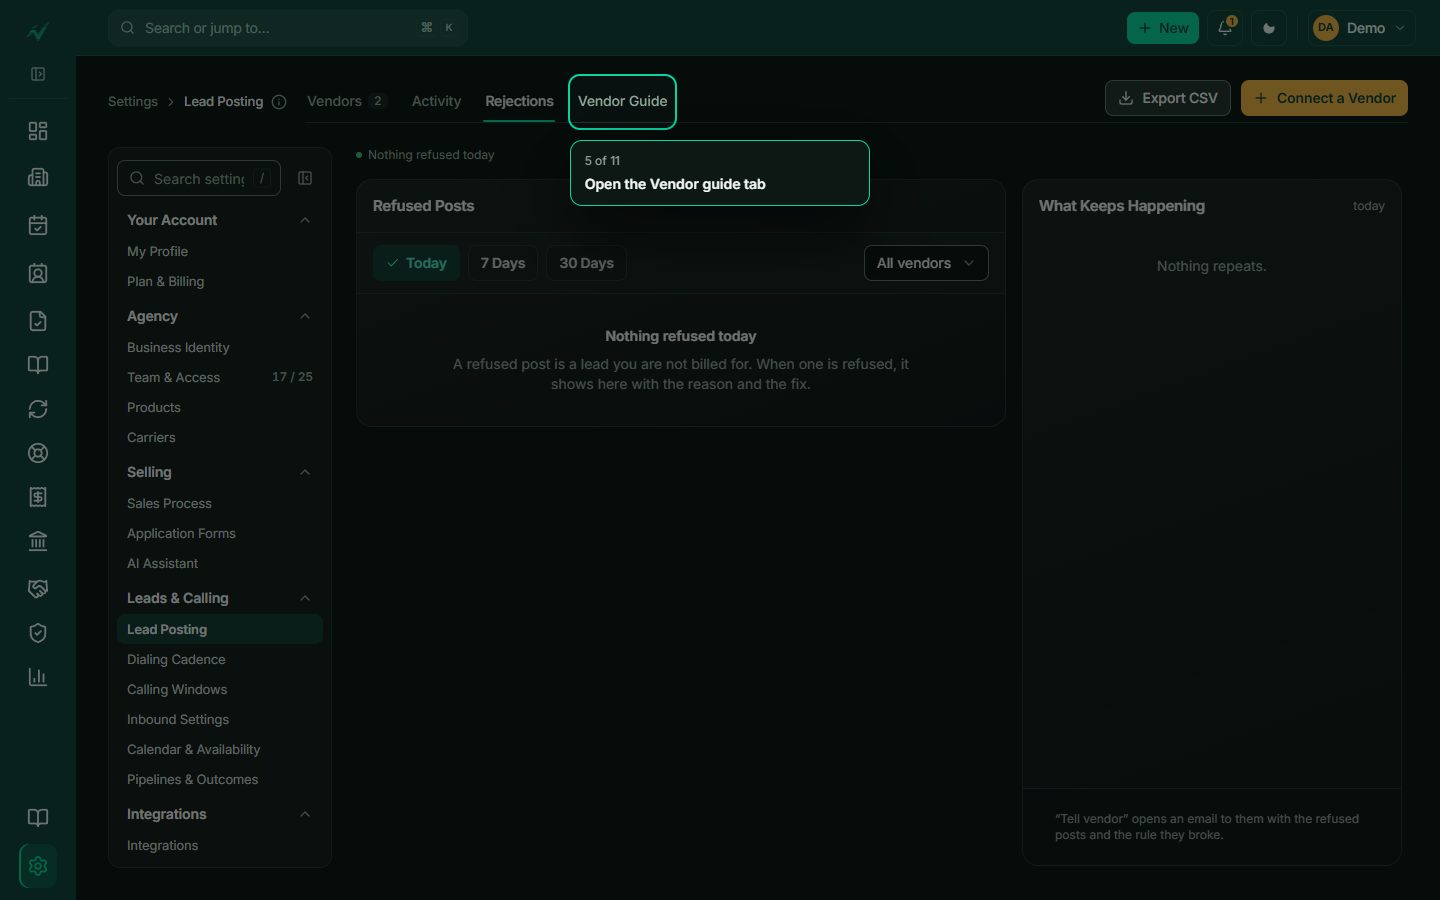 Search or jump to...
⌘ K
New
1
DA
Demo
Settings > Lead Posting
Vendors 2
Activity
Rejections
Vendor Guide
Export CSV
Connect a Vendor
5 of 11
Open the Vendor guide tab
Search setting
/
Your Account
My Profile
Plan & Billing
Agency
Business Identity
Team & Access 17 / 25
Products
Carriers
Selling
Sales Process
Application Forms
AI Assistant
Leads & Calling
Lead Posting
Dialing Cadence
Calling Windows
Inbound Settings
Calendar & Availability
Pipelines & Outcomes
Integrations
Integrations
Nothing refused today
Refused Posts
Today
7 Days
30 Days
All vendors
Nothing refused today
A refused post is a lead you are not billed for. When one is refused, it
shows here with the reason and the fix.
What Keeps Happening
today
Nothing repeats.
“Tell vendor” opens an email to them with the refused
posts and the rule they broke.